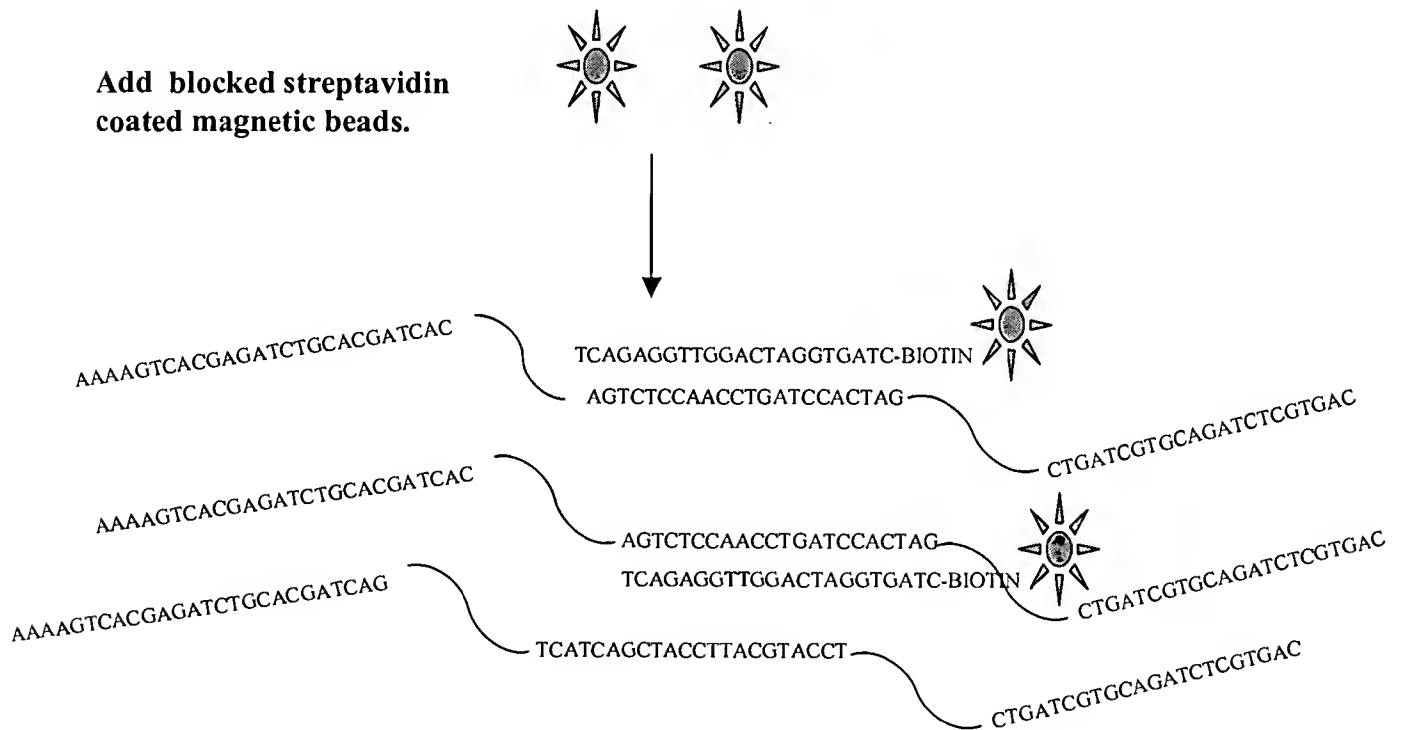 Add blocked streptavidin
coated magnetic beads.
AAAAGTCACGAGATCTGCACGATCAC
TCAGAGGTTGGACTAGGTGATC-BIOTIN
AGTCTCCAACCTGATCCACTAG
CTGATCGTGCAGATCTCGTGAC
AAAAGTCACGAGATCTGCACGATCAC
AGTCTCCAACCTGATCCACTAG
TCAGAGGTTGGACTAGGTGATC-BIOTIN
CTGATCGTGCAGATCTCGTGAC
AAAAGTCACGAGATCTGCACGATCAG
TCATCAGCTACCTTACGTACCT
CTGATCGTGCAGATCTCGTGAC